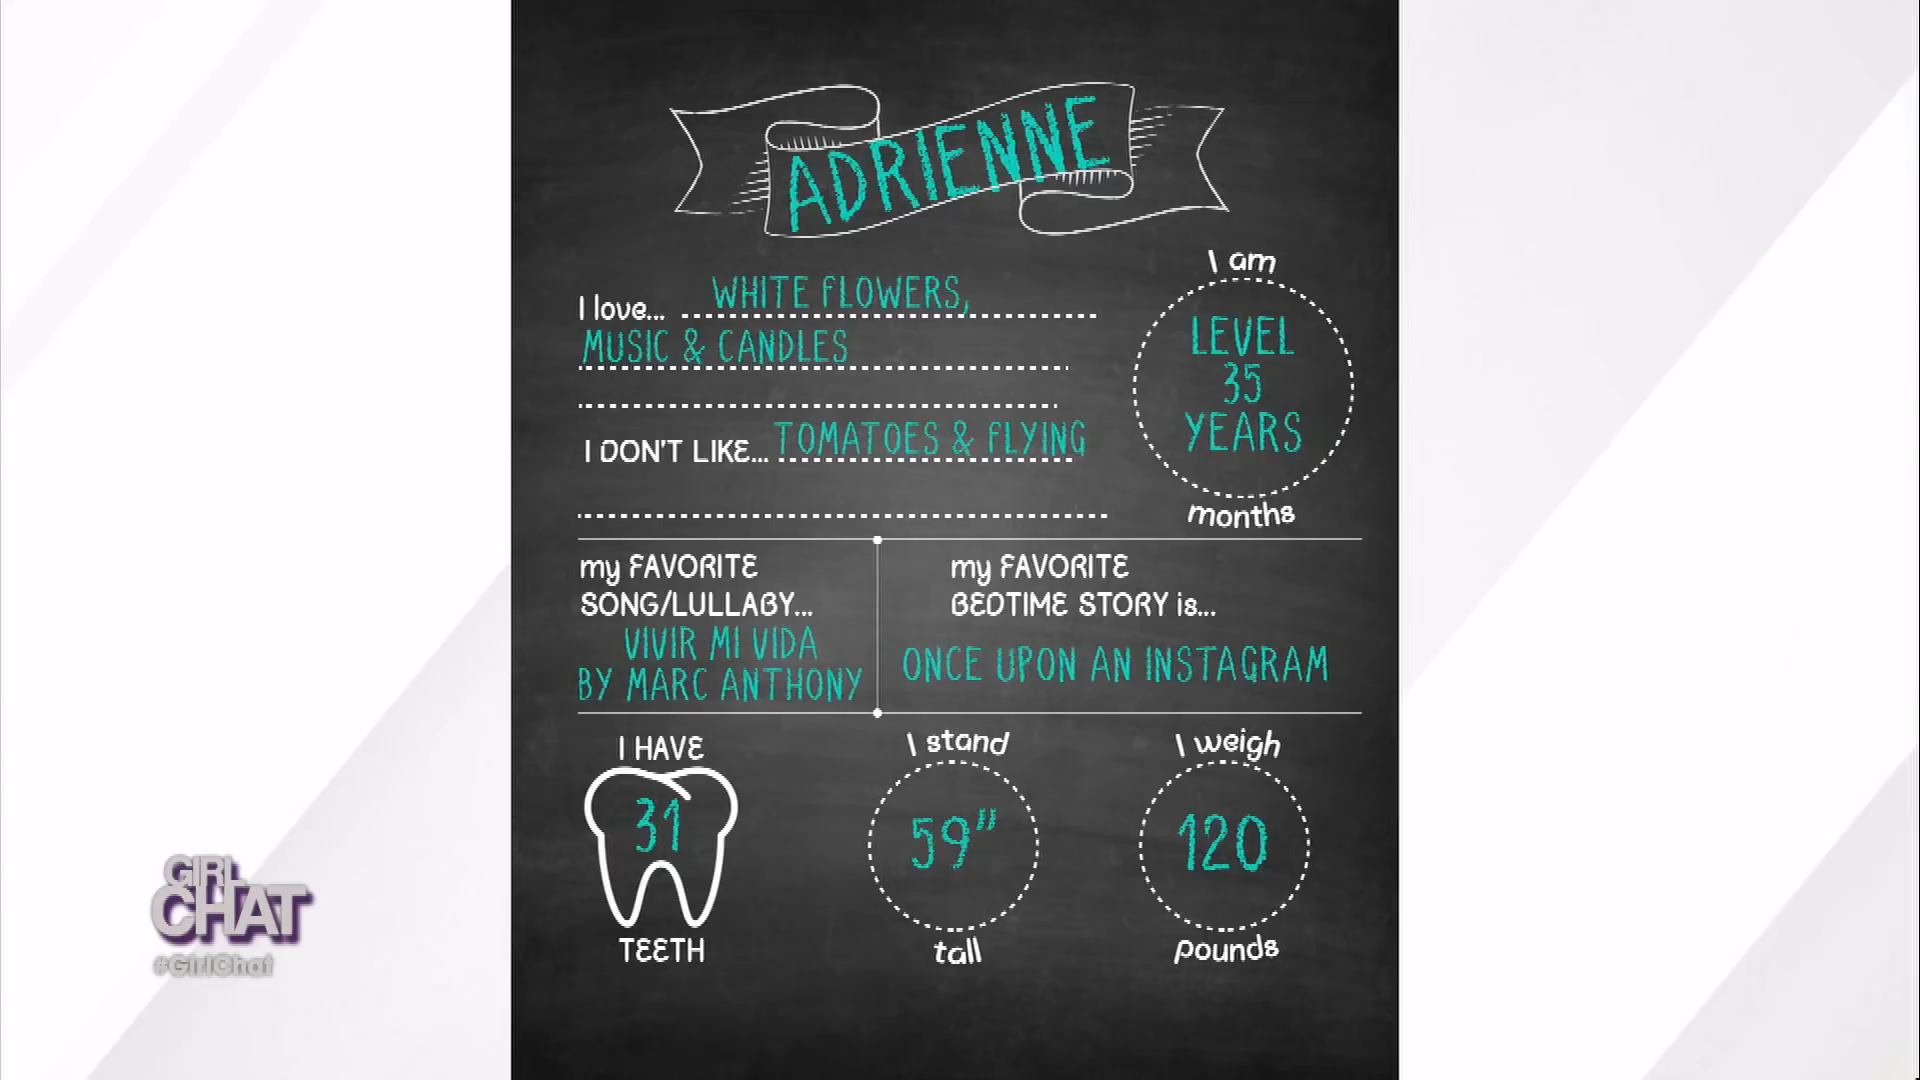 ADRIENNE
I am
I love... WHITE FLOWERS,
MUSIC & CANDLES
LEVEL
35
YEARS
I DON'T LIKE... TOMATOES & FLYING
months
my FAVORITE
SONG/LULLABY...
VIVIR MI VIDA
BY MARC ANTHONY
my FAVORITE
BEDTIME STORY is...
ONCE UPON AN INSTAGRAM
I HAVE
31
TEETH
I stand
59"
tall
I weigh
120
pounds
GIRL
CHAT
#GirlChat